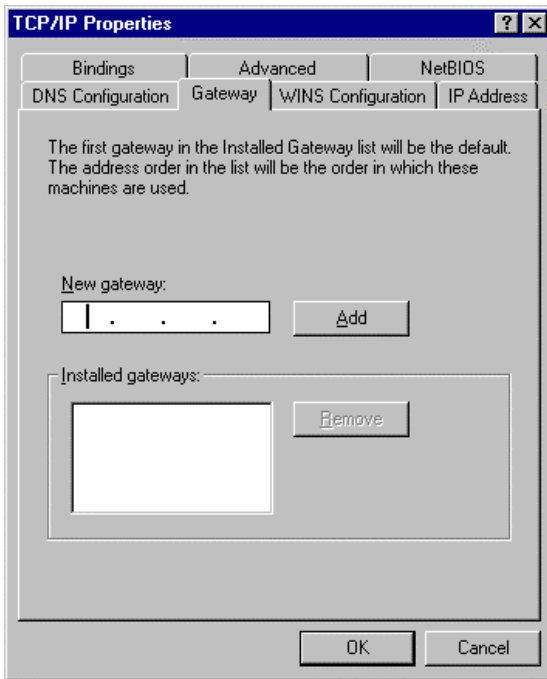 TCP/IP Properties
? X
Bindings Advanced NetBIOS
DNS Configuration Gateway WINS Configuration IP Address
The first gateway in the Installed Gateway list will be the default.
The address order in the list will be the order in which these
machines are used.
New gateway:
. . .
Add
Installed gateways:
Remove
OK Cancel